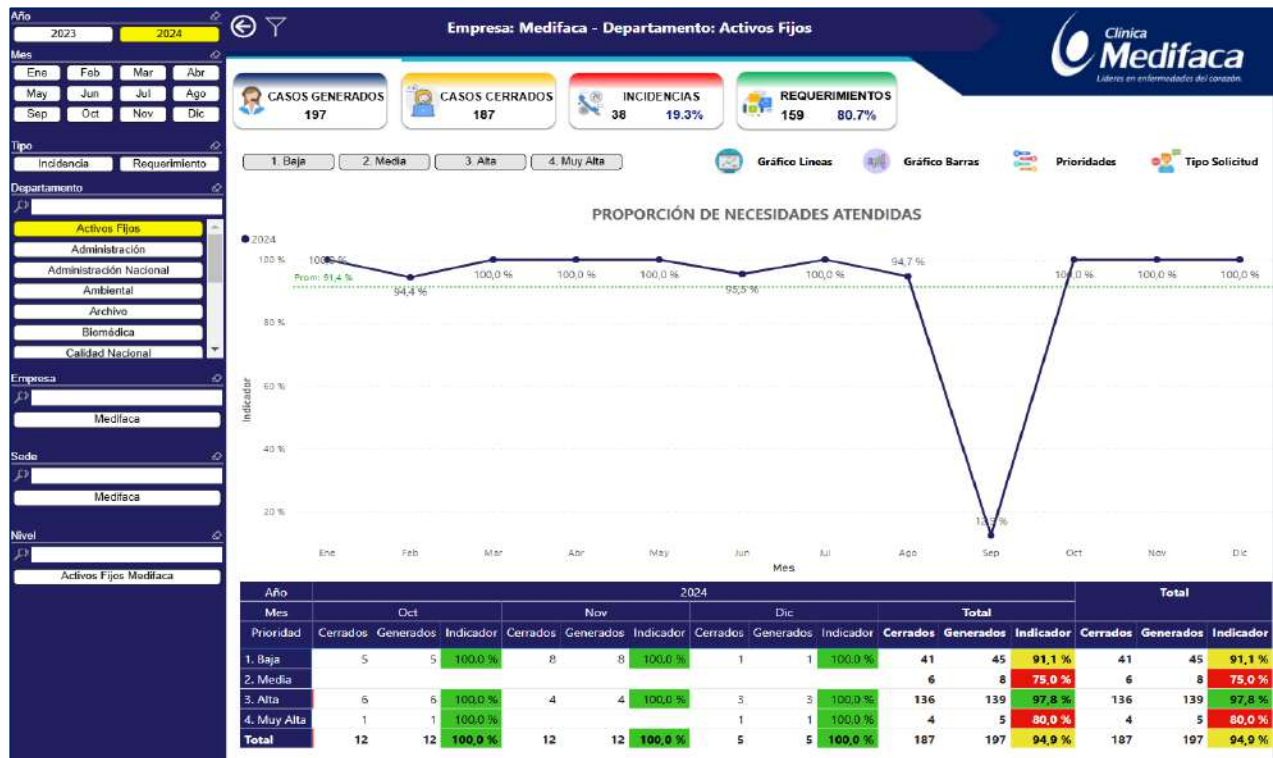 Año
2023 2024
Mes
Ene Feb Mar Abr
May Jun Jul Ago
Sep Oct Nov Dic
Tipo
Incidencia Requerimiento
Departamento
Activos Fijos
Administración
Administración Nacional
Ambiental
Archivo
Biomédica
Calidad Nacional
Empresa
Medifaca
Sede
Medifaca
Nivel
Activos Fijos Medifaca
Empresa: Medifaca - Departamento: Activos Fijos
Clínica
Medifaca
Líderes en enfermedades del corazón.
CASOS GENERADOS
197
CASOS CERRADOS
187
INCIDENCIAS
38 19.3%
REQUERIMIENTOS
159 80.7%
1. Baja 2. Media 3. Alta 4. Muy Alta
Gráfico Lineas Gráfico Barras Prioridades Tipo Solicitud
PROPORCIÓN DE NECESIDADES ATENDIDAS
2024
100 %
80 %
60 %
40 %
20 %
Indicador
Prom: 91,4 %
100,0 % 94,4 % 100,0 % 100,0 % 100,0 % 95,5 % 100,0 % 94,7 % 100,0 % 100,0 % 100,0 %
Ene Feb Mar Abr May Jun Jul Ago Sep Oct Nov Dic
Mes
Año 2024 Total
Mes Oct Nov Dic Total
Prioridad Cerrados Generados Indicador Cerrados Generados Indicador Cerrados Generados Indicador Cerrados Generados Indicador Cerrados Generados Indicador
1. Baja 5 5 100,0 % 8 8 100,0 % 1 1 100,0 % 41 45 91,1 % 41 45 91,1 %
2. Media 6 8 75,0 % 6 8 75,0 %
3. Alta 6 6 100,0 % 4 4 100,0 % 3 3 100,0 % 136 139 97,8 % 136 139 97,8 %
4. Muy Alta 1 1 100,0 % 1 1 100,0 % 4 5 80,0 % 4 5 80,0 %
Total 12 12 100,0 % 12 12 100,0 % 5 5 100,0 % 187 197 94,9 % 187 197 94,9 %